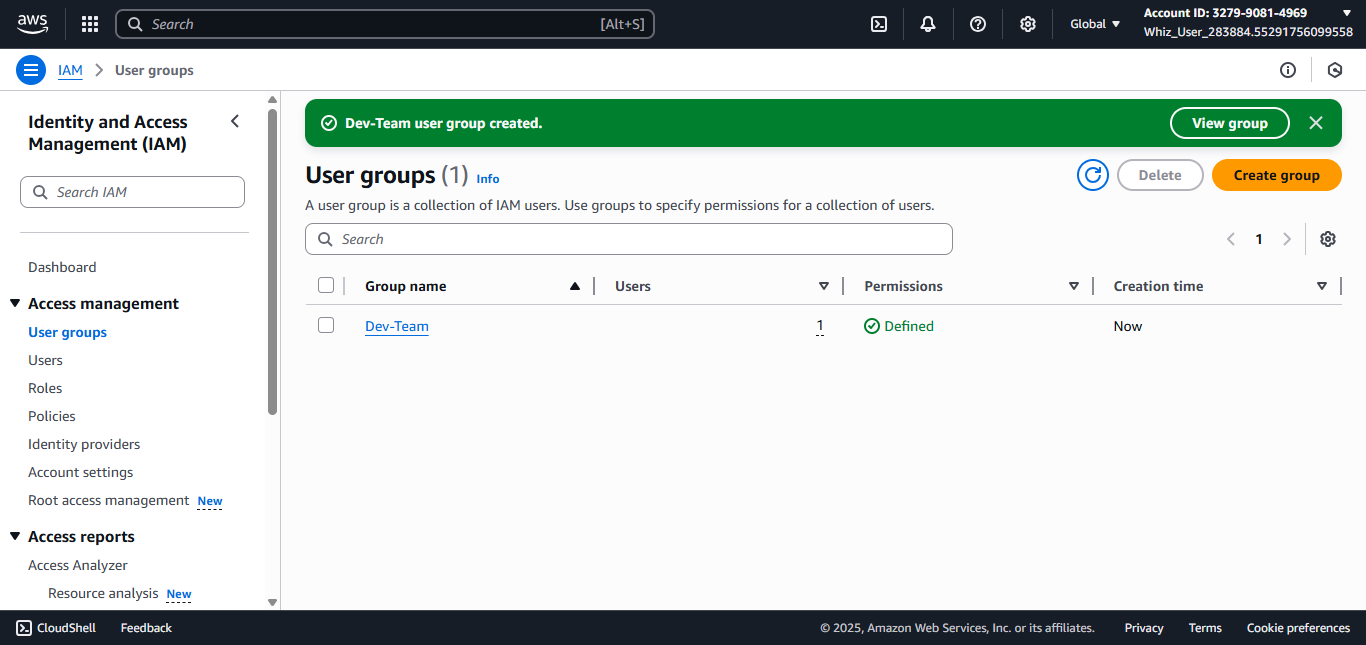 aws
Search [Alt+S]
Global
Account ID: 3279-9081-4969
Whiz_User_283884.55291756099558
IAM
User groups
Identity and Access
Management (IAM)
Search IAM
Dashboard
Access management
User groups
Users
Roles
Policies
Identity providers
Account settings
Root access management New
Access reports
Access Analyzer
Resource analysis New
Dev-Team user group created.
View group
User groups (1) Info
Delete
Create group
A user group is a collection of IAM users. Use groups to specify permissions for a collection of users.
Search
1
Group name Users Permissions Creation time
Dev-Team 1 Defined Now
CloudShell Feedback © 2025, Amazon Web Services, Inc. or its affiliates. Privacy Terms Cookie preferences